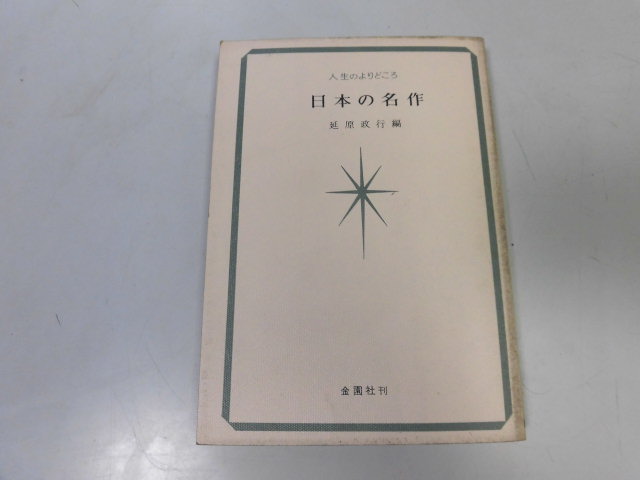 人生のよりどころ
日本の名作
延原政行編
金園社刊